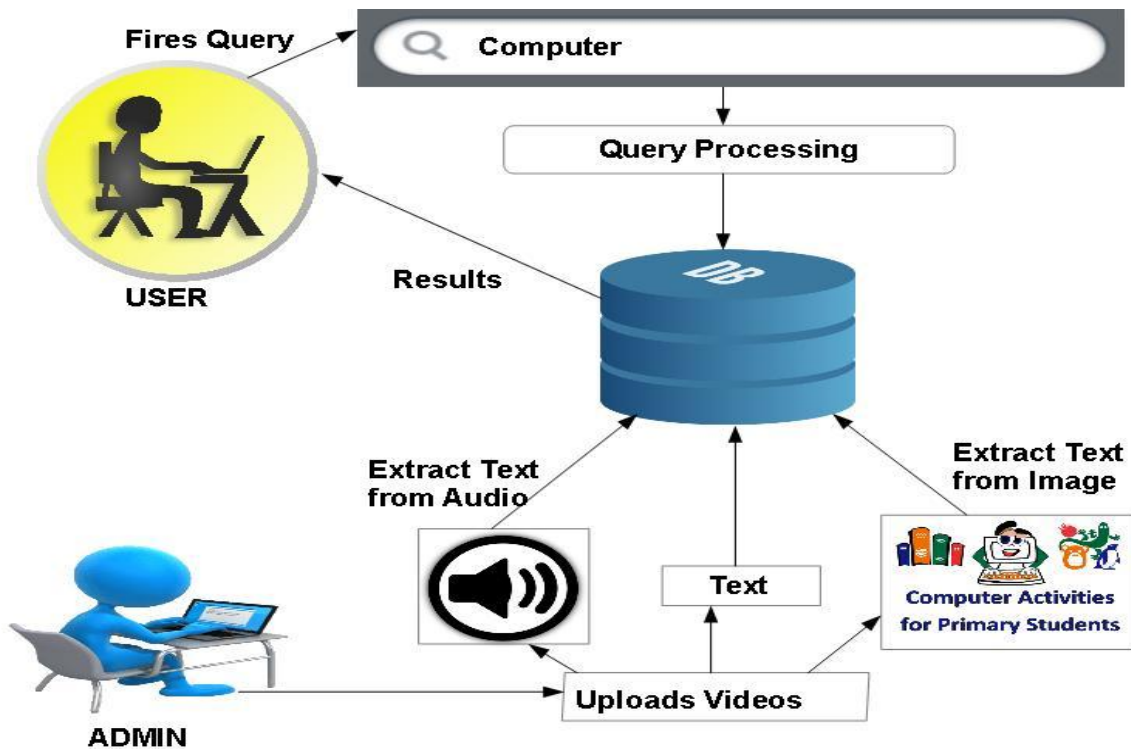 Fires Query
Computer
Query Processing
DB
USER
Results
Extract Text
from Audio
Extract Text
from Image
Text
Computer Activities
for Primary Students
Uploads Videos
ADMIN